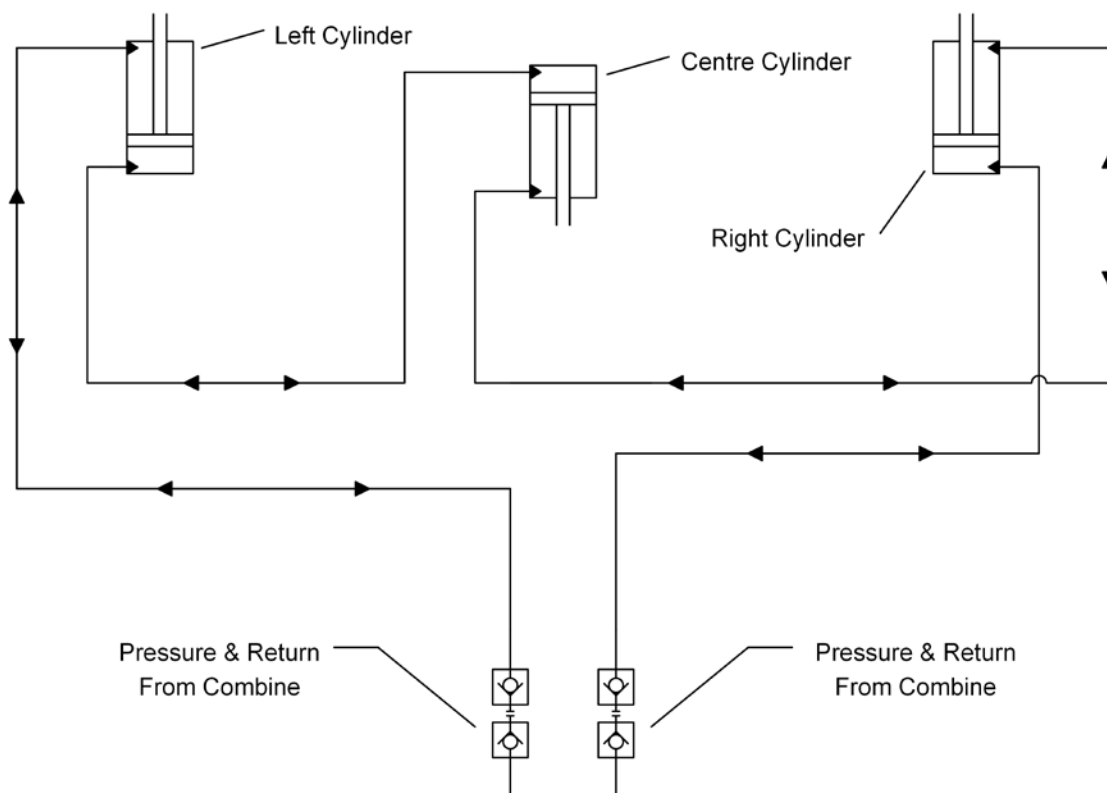 Left Cylinder
Centre Cylinder
Right Cylinder
Pressure & Return
From Combine
Pressure & Return
From Combine